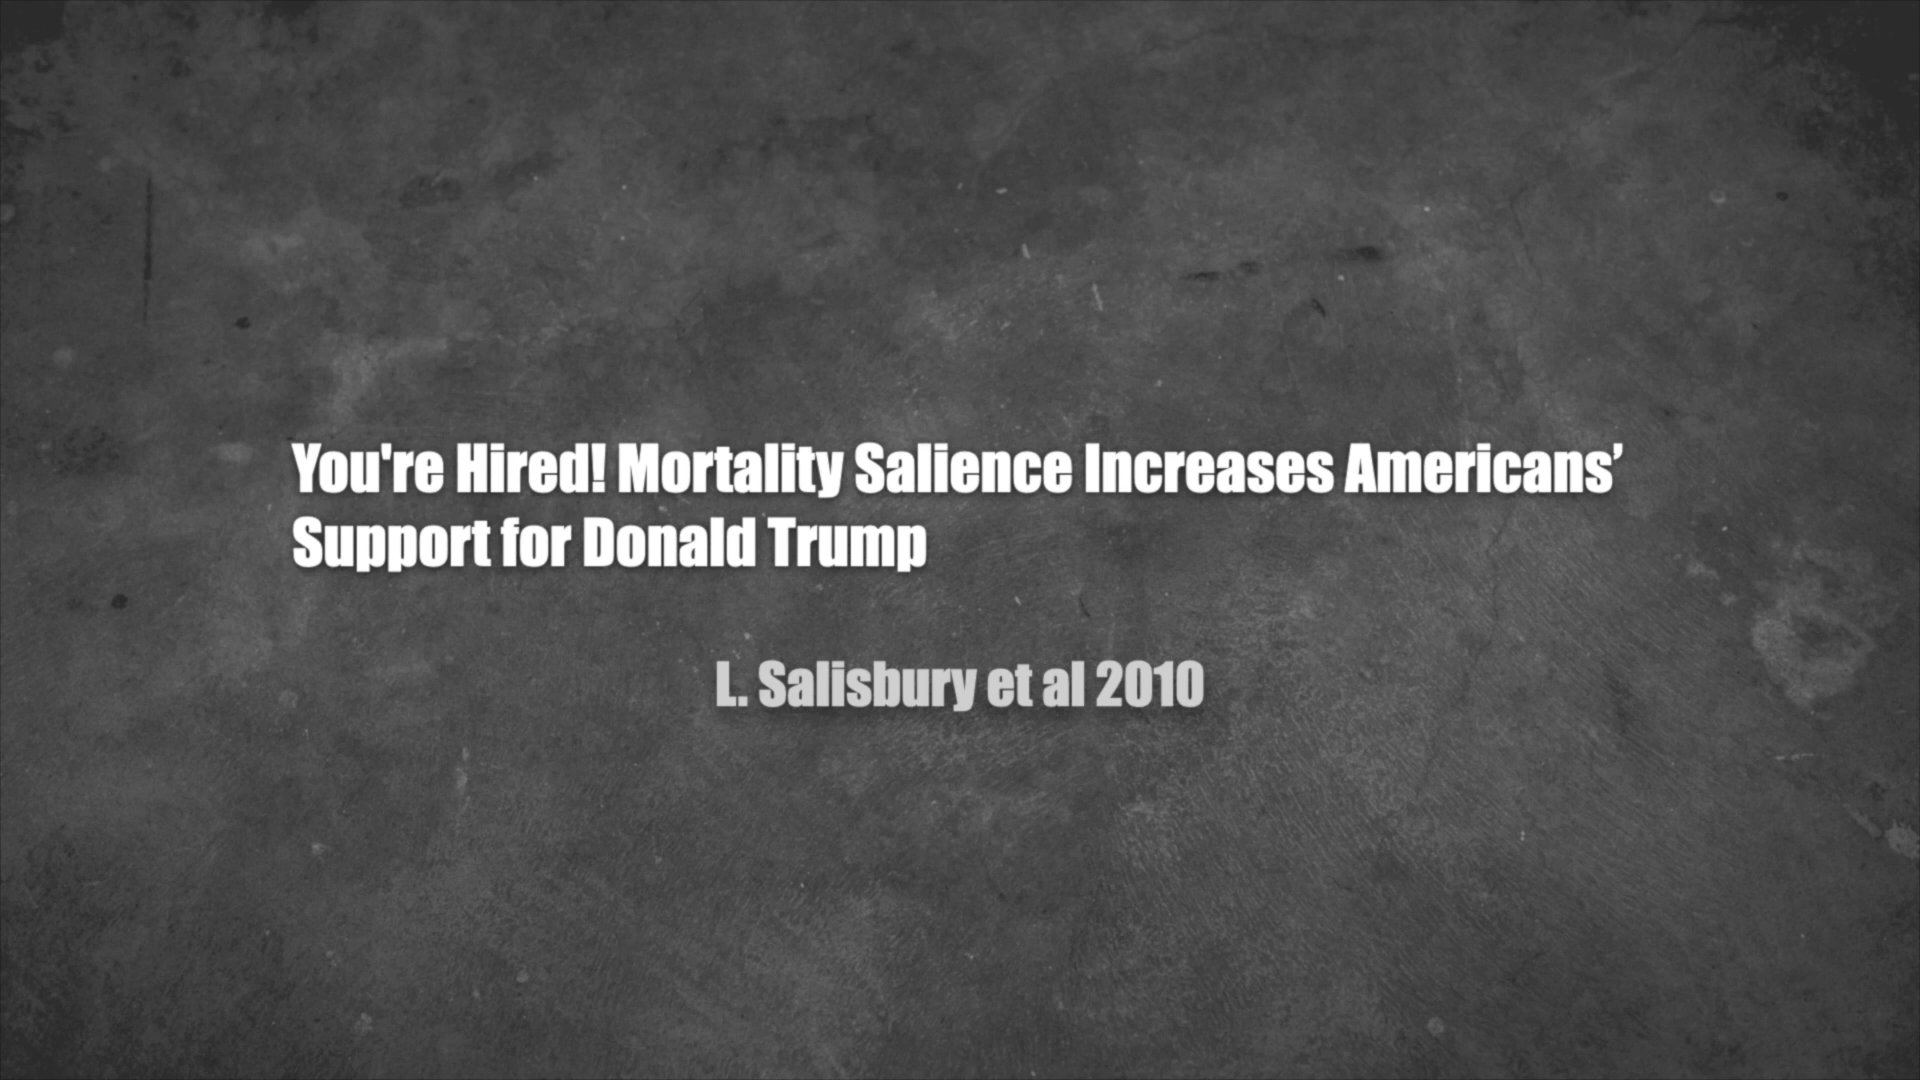 You're Hired! Mortality Salience Increases Americans’
Support for Donald Trump
L. Salisbury et al 2010